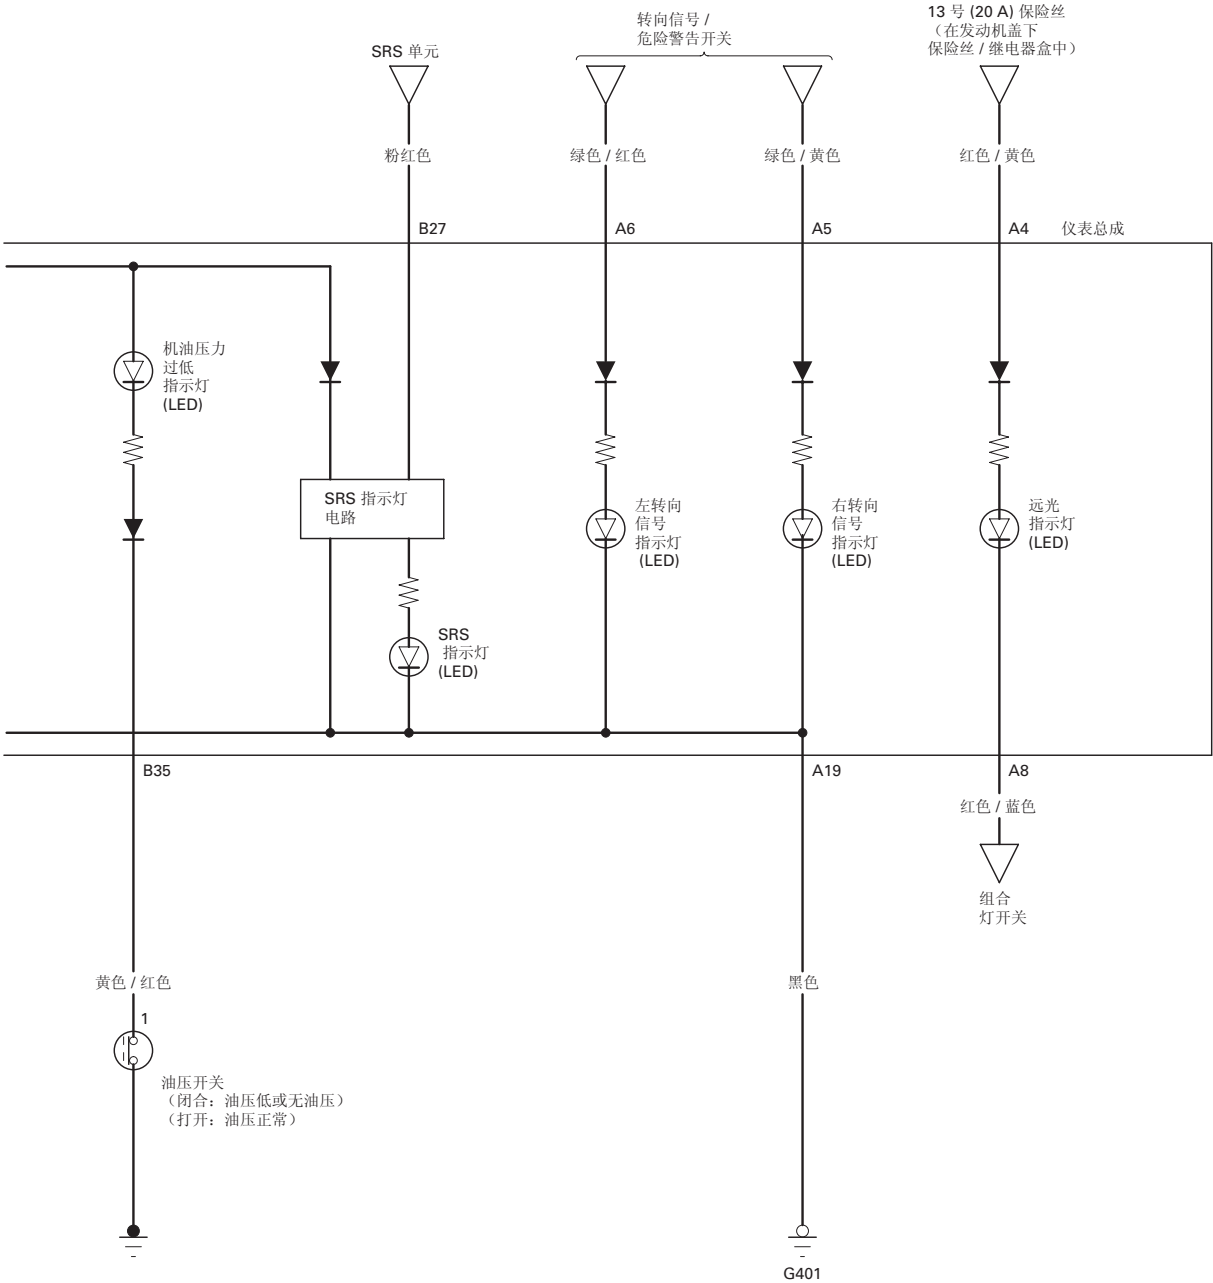 SRS 单元
转向信号 /
危险警告开关
13 号 (20 A) 保险丝
（在发动机盖下
保险丝 / 继电器盒中）
粉红色
绿色 / 红色
绿色 / 黄色
红色 / 黄色
B27
A6
A5
A4
仪表总成
机油压力
过低
指示灯
(LED)
SRS 指示灯
电路
左转向
信号
指示灯
(LED)
右转向
信号
指示灯
(LED)
远光
指示灯
(LED)
SRS
指示灯
(LED)
B35
A19
A8
红色 / 蓝色
组合
灯开关
黄色 / 红色
黑色
1
油压开关
（闭合：油压低或无油压）
（打开：油压正常）
G401